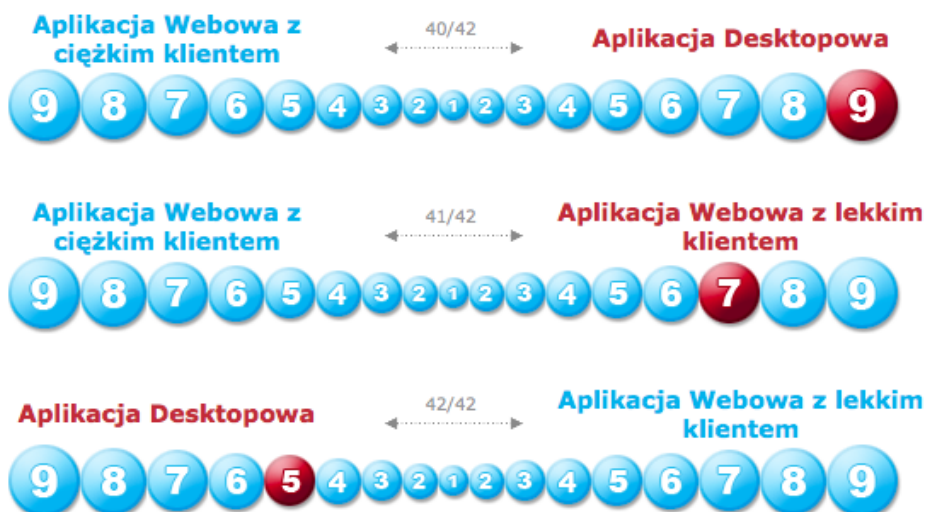 Aplikacja Webowa z
ciężkim klientem
40/42
Aplikacja Desktopowa
9 8 7 6 5 4 3 2 1 2 3 4 5 6 7 8 9
Aplikacja Webowa z
ciężkim klientem
41/42
Aplikacja Webowa z lekkim
klientem
9 8 7 6 5 4 3 2 1 2 3 4 5 6 7 8 9
Aplikacja Desktopowa
42/42
Aplikacja Webowa z lekkim
klientem
9 8 7 6 5 4 3 2 1 2 3 4 5 6 7 8 9